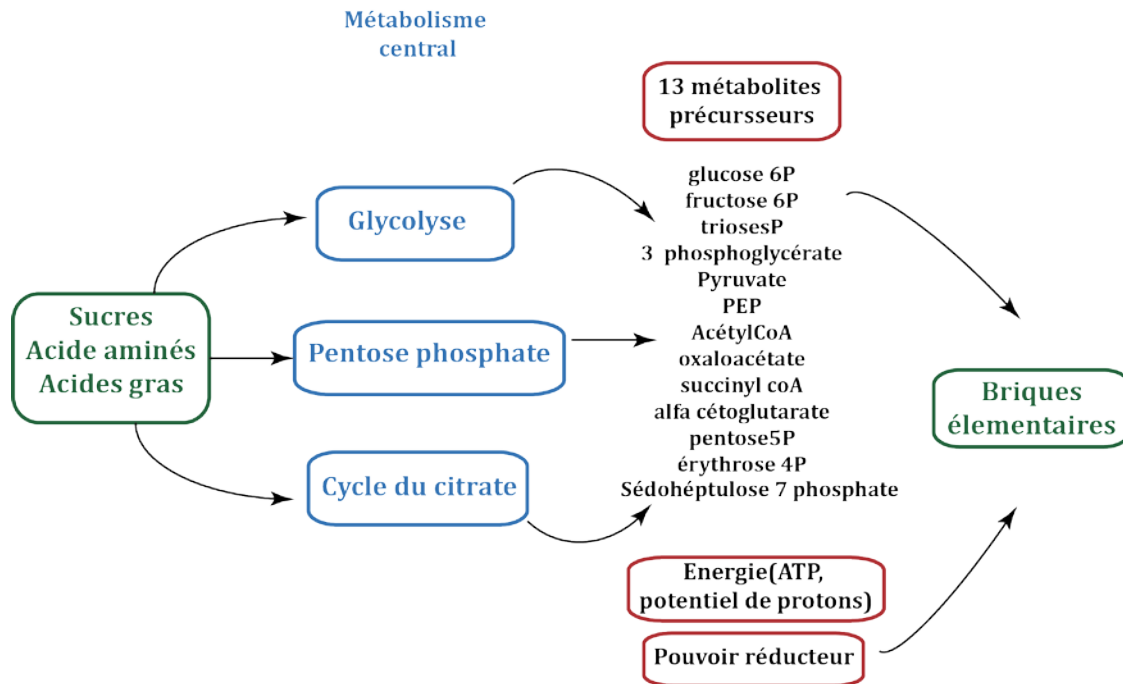 Métabolisme
central
13 métabolites
précursseurs
glucose 6P
fructose 6P
triosesP
3 phosphoglycérate
Pyruvate
PEP
AcétylCoA
oxaloacétate
succinyl coA
alfa cétoglutarate
pentose5P
érythrose 4P
Sédohéptulose 7 phosphate
Glycolyse
Sucres
Acide aminés
Acides gras
Pentose phosphate
Cycle du citrate
Briques
élementaires
Energie(ATP,
potentiel de protons)
Pouvoir réducteur